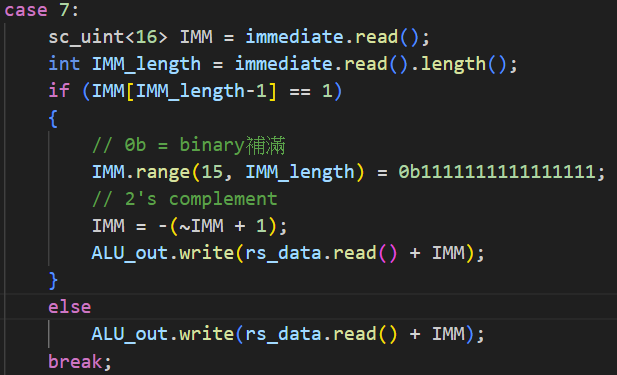 case 7:
sc_uint<16> IMM = immediate.read();
int IMM_length = immediate.read().length();
if (IMM[IMM_length-1] == 1)
{
// 0b = binary補滿
IMM.range(15, IMM_length) = 0b1111111111111111;
// 2's complement
IMM = -(~IMM + 1);
ALU_out.write(rs_data.read() + IMM);
}
else
ALU_out.write(rs_data.read() + IMM);
break;